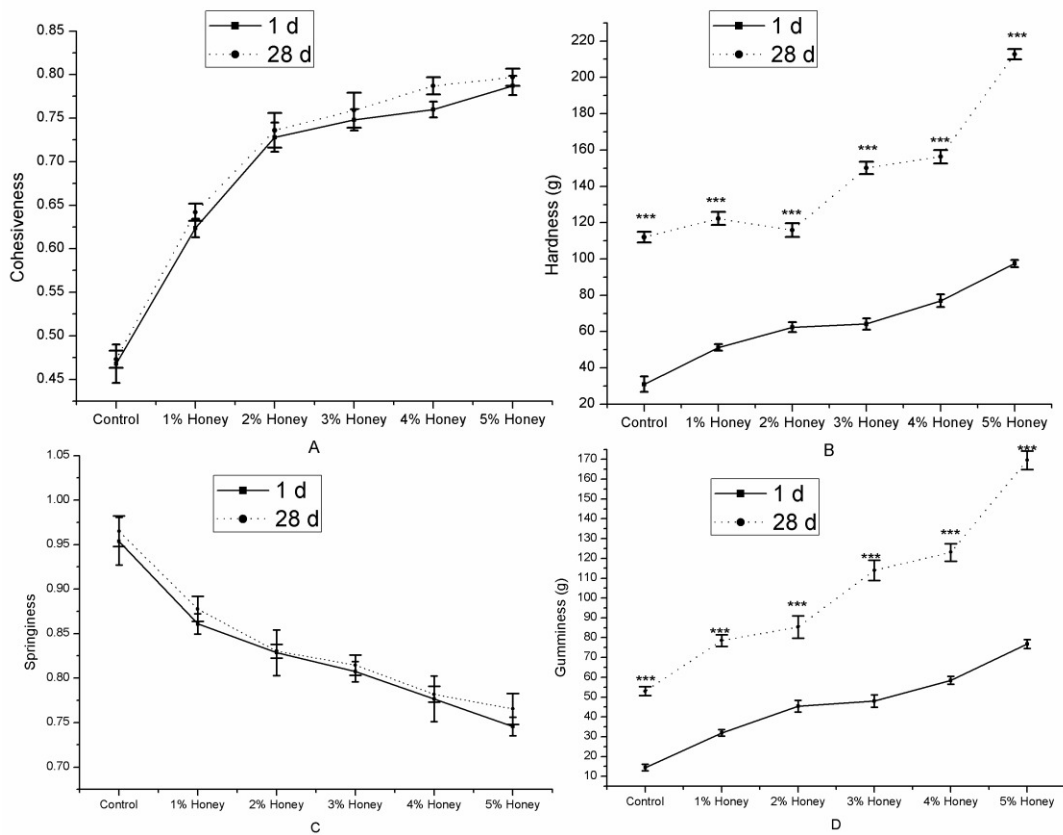 1 d
28 d
0.85
0.80
0.75
0.70
0.65
0.60
0.55
0.50
0.45
Cohesiveness
Control 1% Honey 2% Honey 3% Honey 4% Honey 5% Honey
A
1 d
28 d
220
200
180
160
140
120
100
80
60
40
20
Hardness (g)
***
***
***
***
***
***
Control 1% Honey 2% Honey 3% Honey 4% Honey 5% Honey
B
1 d
28 d
1.05
1.00
0.95
0.90
0.85
0.80
0.75
0.70
Springiness
Control 1% Honey 2% Honey 3% Honey 4% Honey 5% Honey
C
1 d
28 d
170
160
150
140
130
120
110
100
90
80
70
60
50
40
30
20
10
Gumminess (g)
***
***
***
***
***
***
Control 1% Honey 2% Honey 3% Honey 4% Honey 5% Honey
D